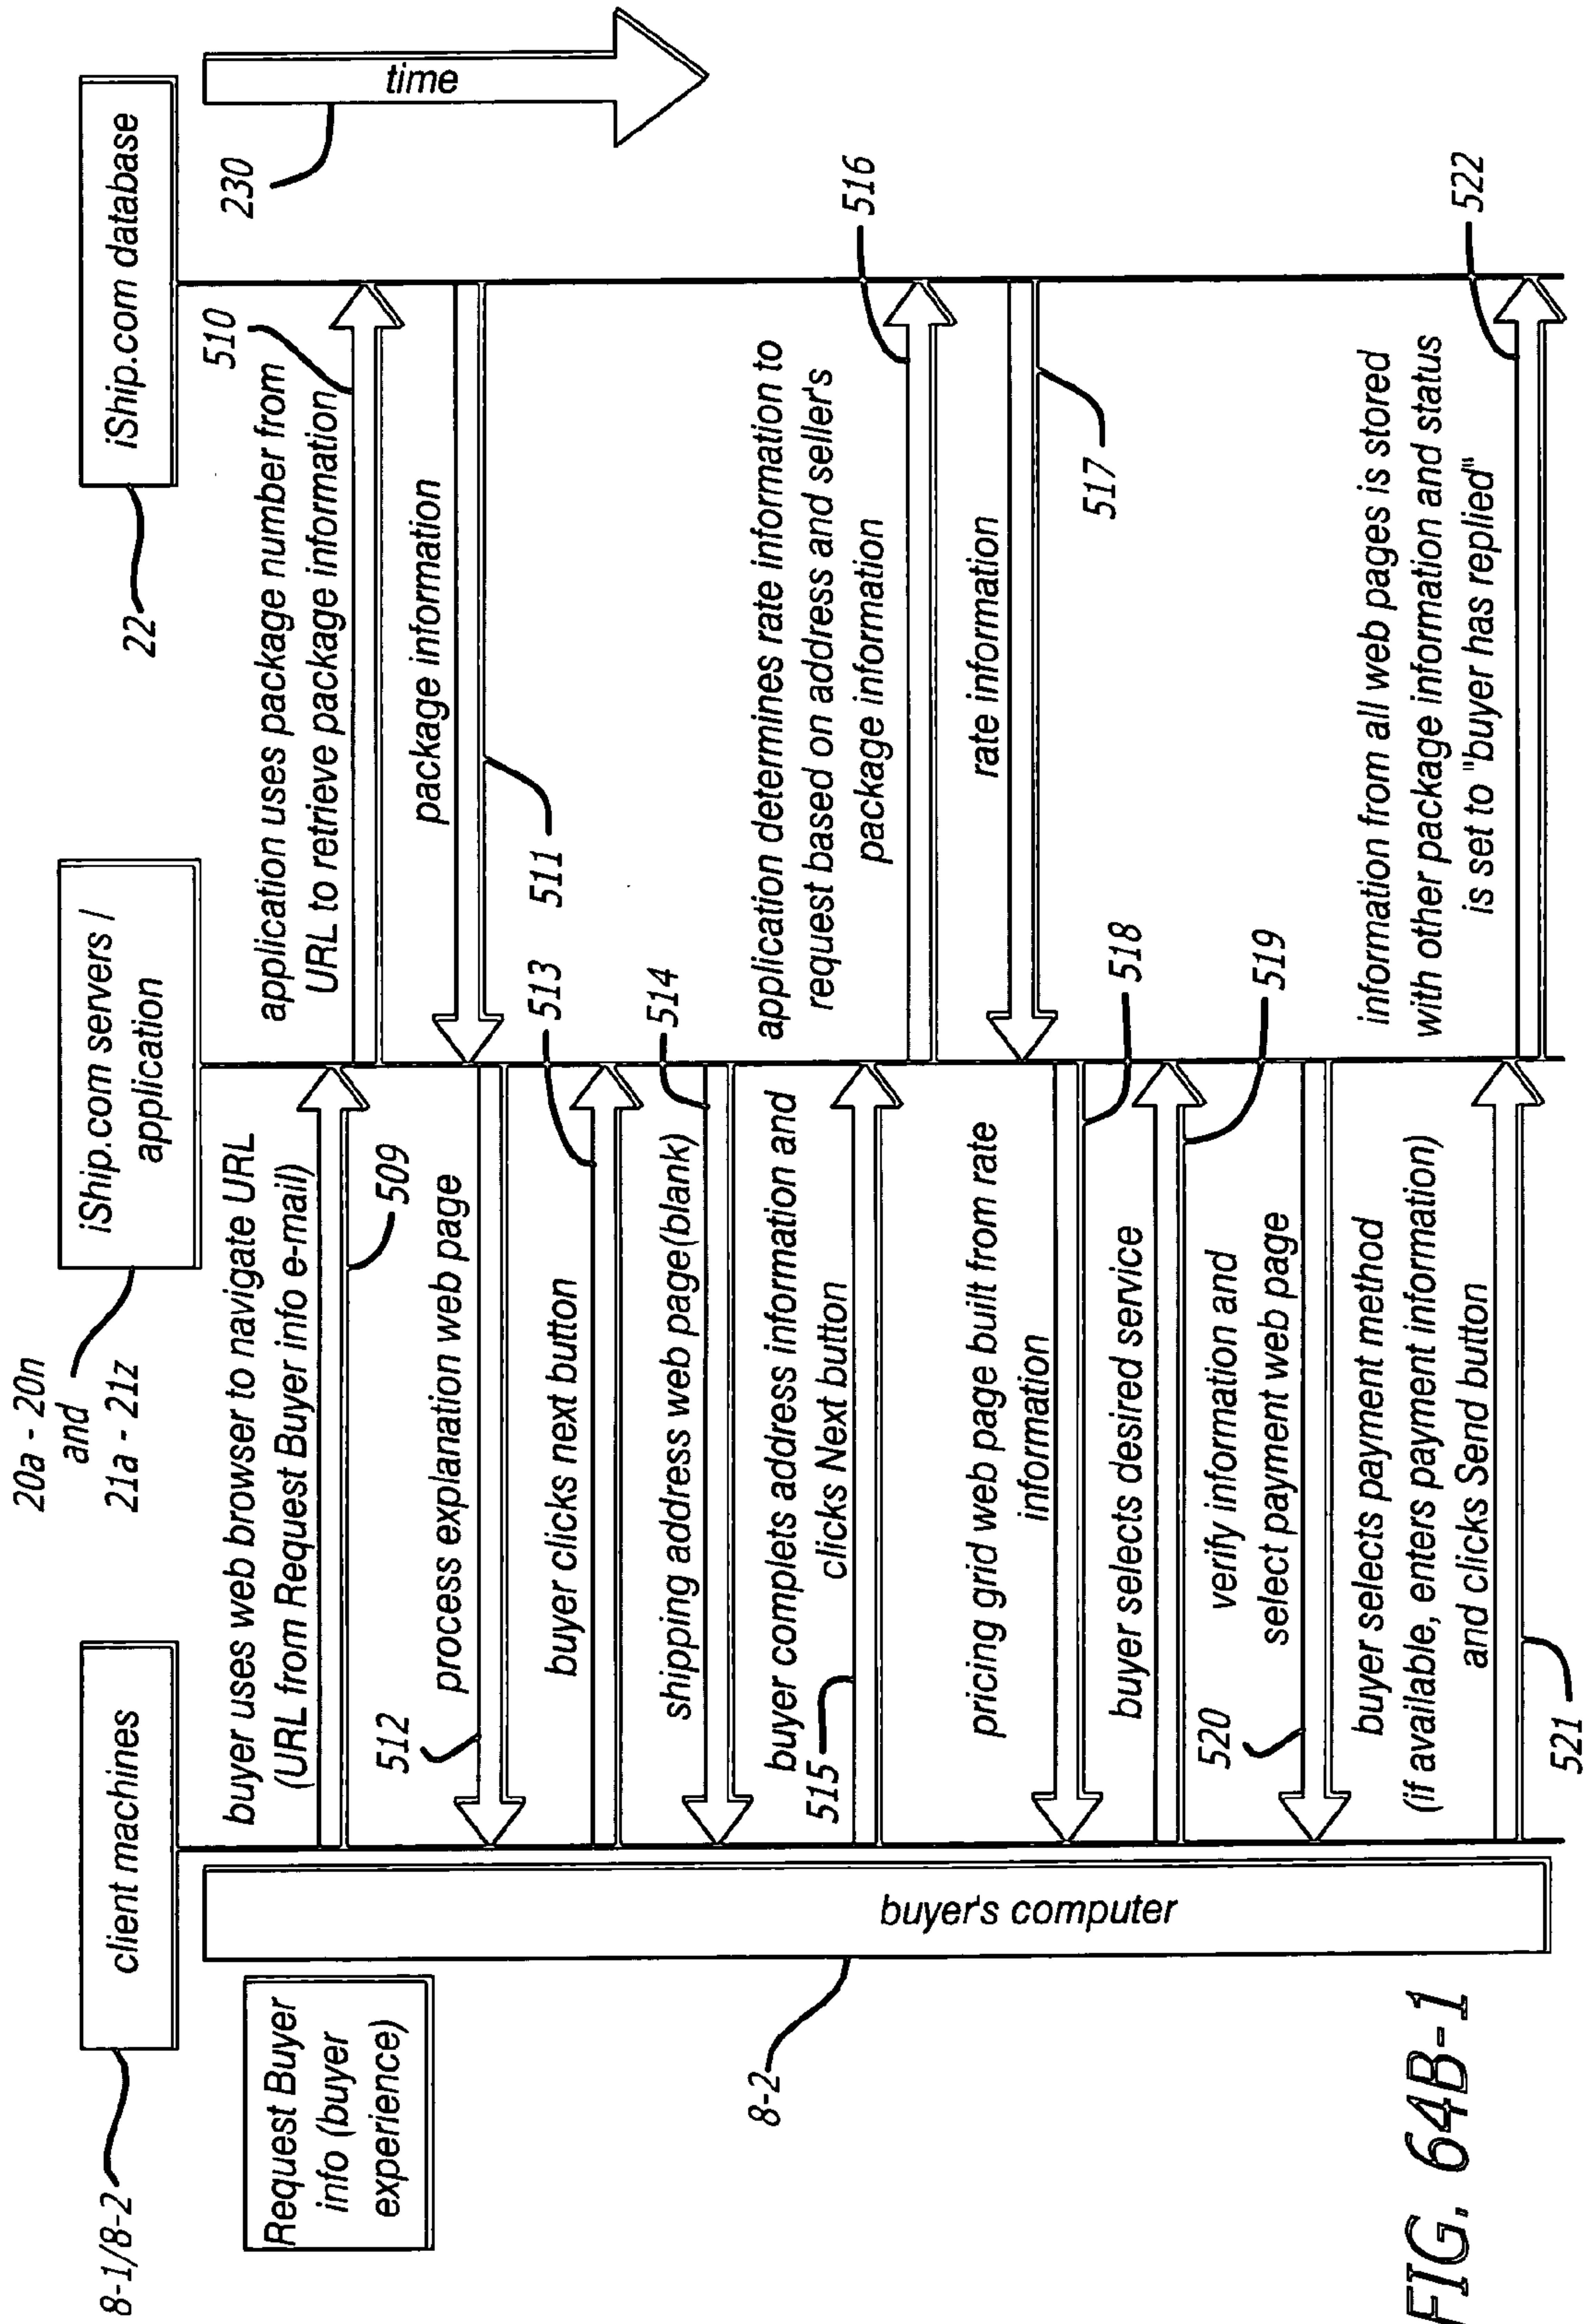 8-1/8-2
client machines
20a - 20n
and
21a - 21z
iShip.com servers /
application
22
iShip.com database
Request Buyer
info (buyer
experience)
8-2
buyer's computer
230
time
buyer uses web browser to navigate URL
(URL from Request Buyer info e-mail)
509
application uses package number from
URL to retrieve package information
510
package information
511
512
process explanation web page
buyer clicks next button
513
shipping address web page(blank)
514
buyer complets address information and
clicks Next button
515
application determines rate information to
request based on address and seller's
package information
516
rate information
517
pricing grid web page built from rate
information
518
buyer selects desired service
519
verify information and
select payment web page
520
buyer selects payment method
(if available, enters payment information)
and clicks Send button
521
information from all web pages is stored
with other package information and status
is set to "buyer has replied"
522
FIG. 64B-1